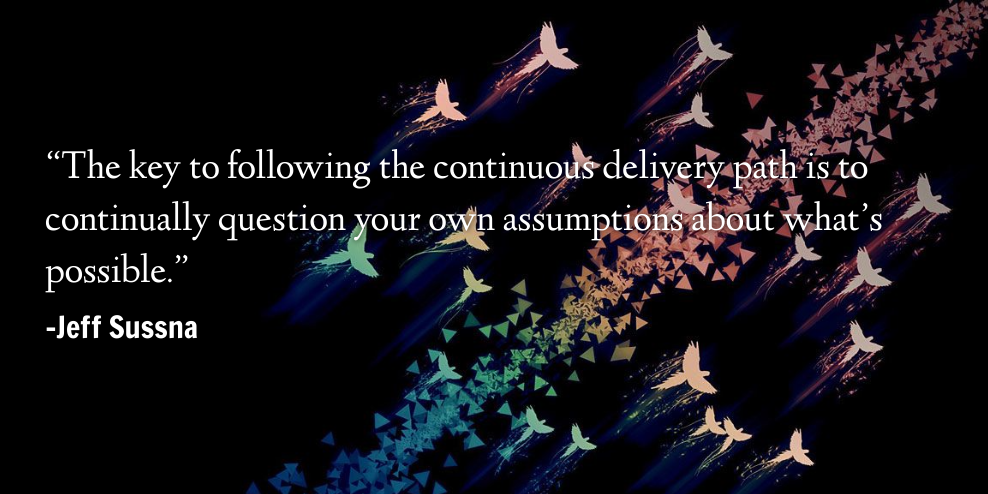 “The key to following the continuous delivery path is to
continually question your own assumptions about what’s
possible.”
-Jeff Sussna